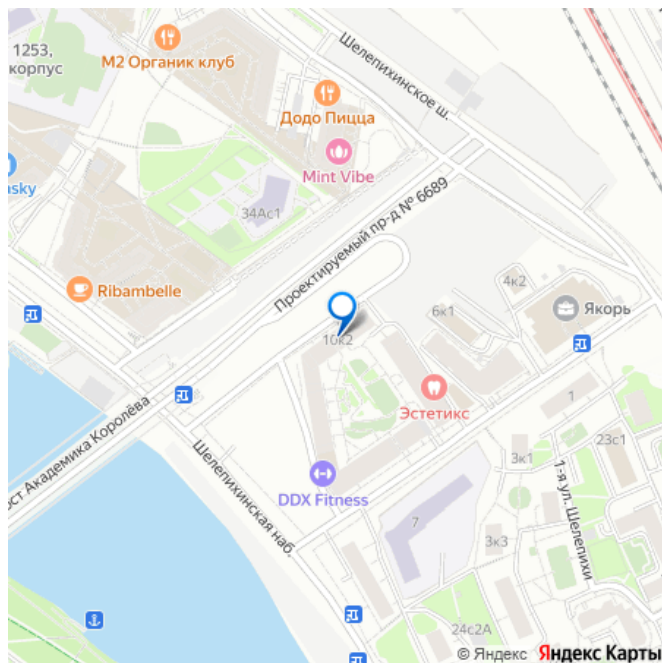 1253,
корпус
М2 Органик клуб
Шелепихинское ш.
Додо Пицца
Mint Vibe
asky
34Ас1
Проектируемый пр-д № 6689
Ribambelle
4к2
6к1
Якорь
10к2
Эстетикс
1
ост Академика Королёва
23с1
3к1
Шелепихинская наб.
DDX Fitness
1-я ул. Шелепихи
7
3к3
24с2А
© Яндекс Яндекс Карты